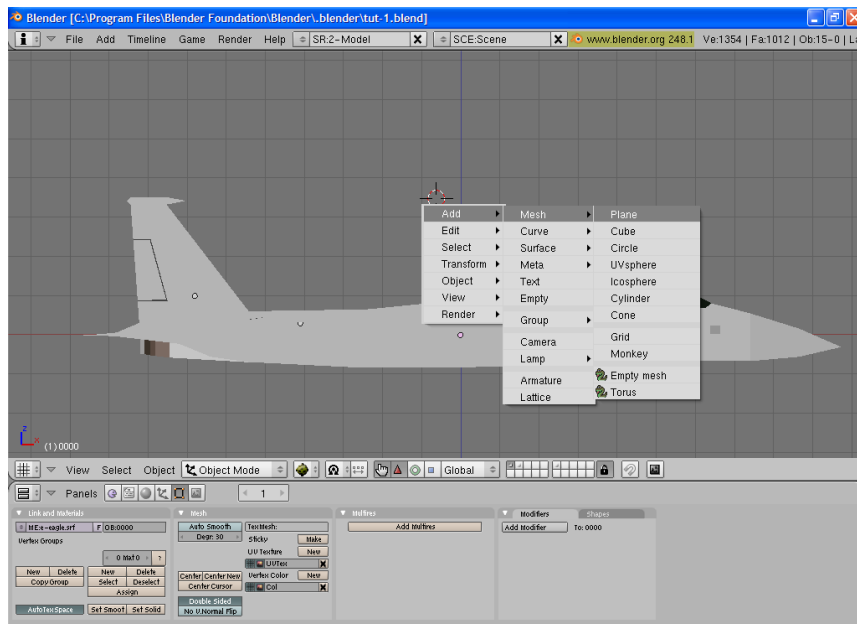 Blender [C:\Program Files\Blender Foundation\Blender\.blender\tut-1.blend]
File Add Timeline Game Render Help SR:2-Model X SCE:Scene X www.blender.org 248.1 Ve:1354 | Fa:1012 | Ob:15-0 | La
Add
Edit
Select
Transform
Object
View
Render
Mesh
Curve
Surface
Meta
Text
Empty
Group
Camera
Lamp
Armature
Lattice
Plane
Cube
Circle
UVsphere
Icosphere
Cylinder
Cone
Grid
Monkey
Empty mesh
Torus
z
x
(1) 0000
View Select Object Object Mode Global
Panels 1
Link and Materials
ME:e-eagle.srf F OB:0000
Vertex Groups
0 Mat 0 ?
New Delete New Delete
Copy Group Select Deselect
Assign
AutoTexSpace Set Smoot Set Solid
Mesh
Auto Smooth TexMesh:
Degr: 30 Sticky Make
UV Texture New
UVTex X
Center Center New Vertex Color New
Center Cursor Col X
Double Sided
No V.Normal Flip
Multires
Add Multires
Modifiers Shapes
Add Modifier To: 0000